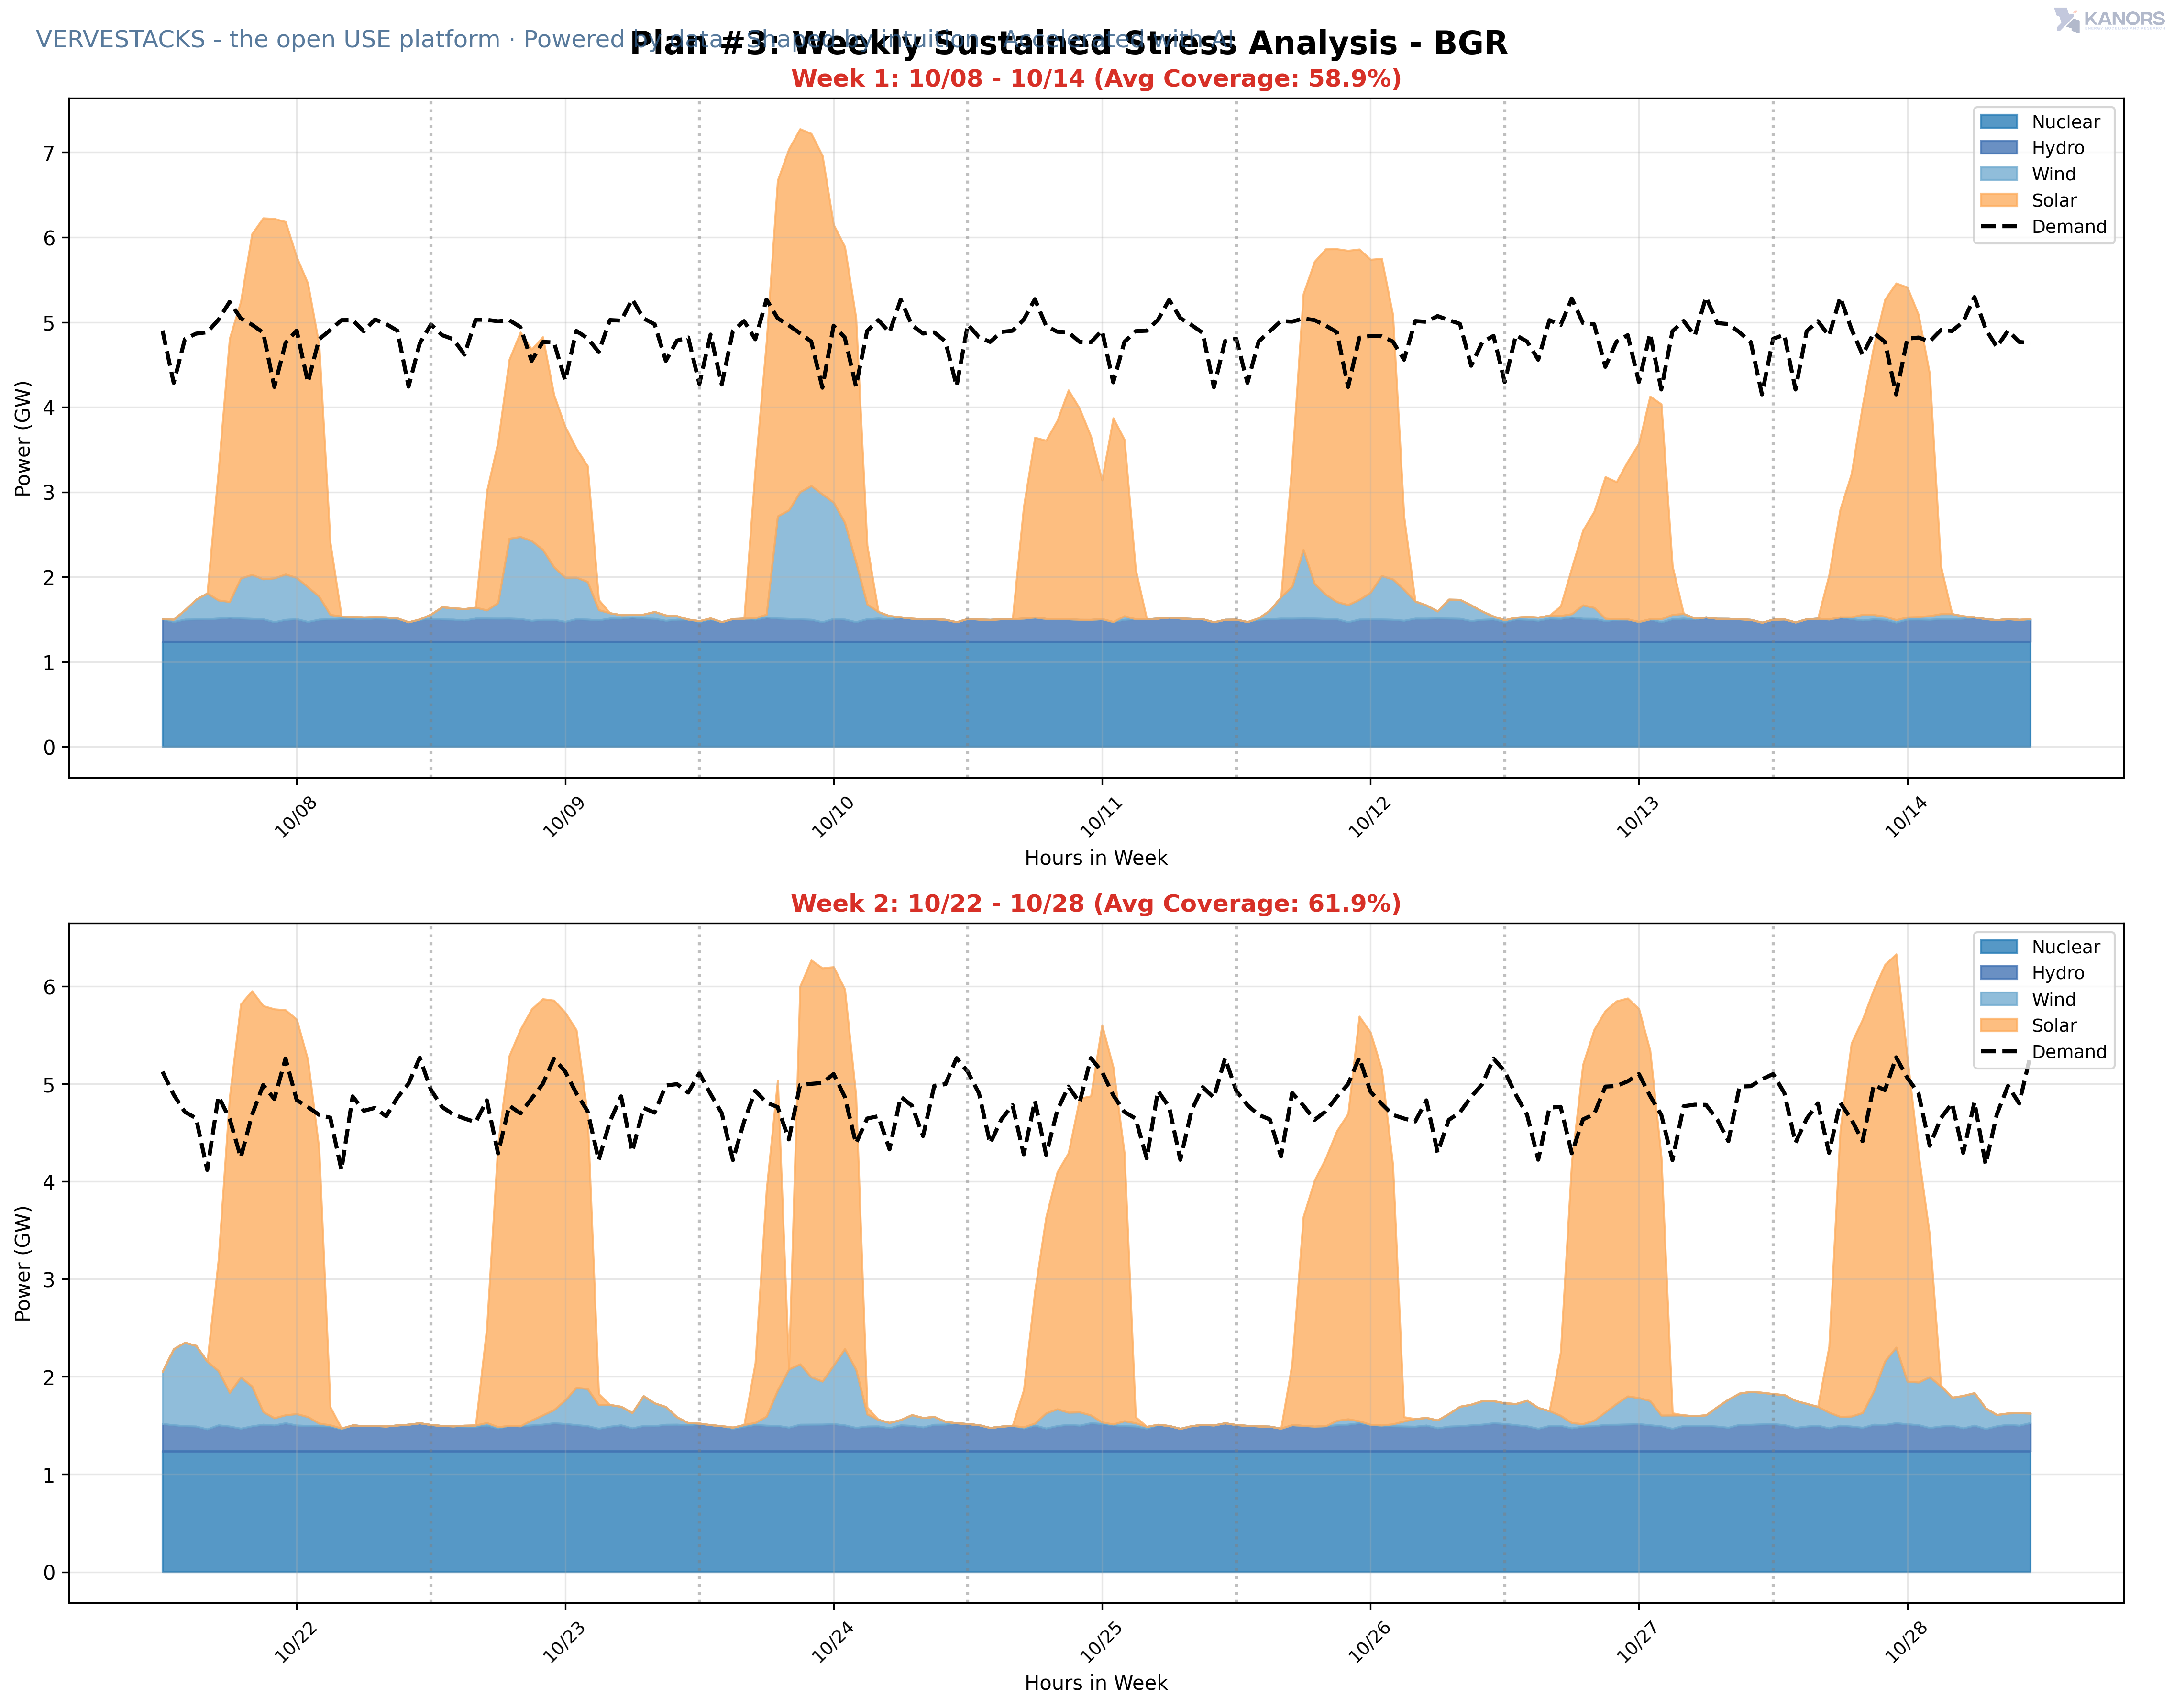 VERVESTACKS - the open USE platform · Powered by data · Shaped by intuition · Accelerated with AI
KANORS
Plan #3: Weekly Sustained Stress Analysis - BGR
Week 1: 10/08 - 10/14 (Avg Coverage: 58.9%)
Power (GW)
7
6
5
4
3
2
1
0
Nuclear
Hydro
Wind
Solar
Demand
10/08
10/09
10/10
10/11
10/12
10/13
10/14
Hours in Week
Week 2: 10/22 - 10/28 (Avg Coverage: 61.9%)
Power (GW)
6
5
4
3
2
1
0
Nuclear
Hydro
Wind
Solar
Demand
10/22
10/23
10/24
10/25
10/26
10/27
10/28
Hours in Week